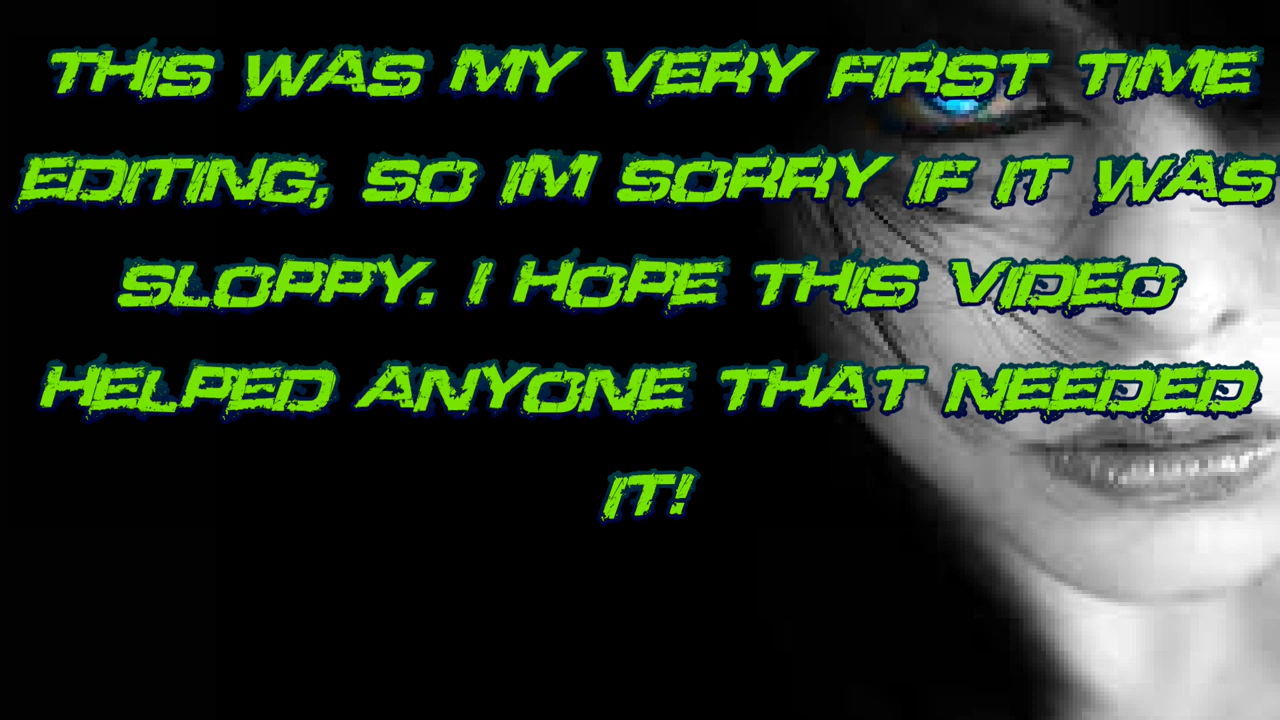 THIS WAS MY VERY FIRST TIME
EDITING, SO IM SORRY IF IT WAS
SLOPPY. I HOPE THIS VIDEO
HELPED ANYONE THAT NEEDED
IT!